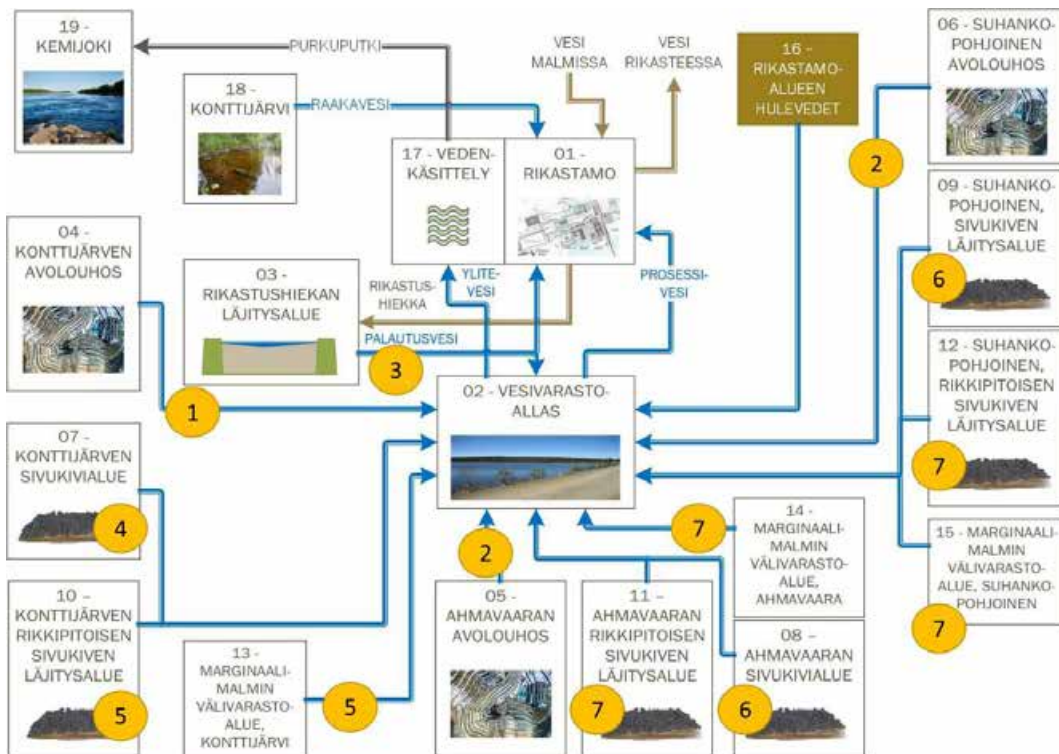 19 -
KEMIJOKI
PURKUPUTKI
18 -
KONTTIJÄRVI
RAAKAVESI
VESI
MALMISSA
VESI
RIKASTEESSA
16 –
RIKASTAMO-
ALUEEN
HULEVEDET
06 - SUHANKO-
POHJOINEN
AVOLOUHOS
2
17 - VEDEN-
KÄSITTELY
01 -
RIKASTAMO
09 - SUHANKO-
POHJOINEN,
SIVUKIVEN
LÄJITYSALUE
6
04 -
KONTTIJÄRVEN
AVOLOUHOS
1
03 -
RIKASTUSHIEKAN
LÄJITYSALUE
RIKASTUS-
HIEKKA
YLITE-
VESI
PROSESSI-
VESI
PALAUTUSVESI
3
12 - SUHANKO-
POHJOINEN,
RIKKIPITOISEN
SIVUKIVEN
LÄJITYSALUE
7
02 - VESIVARASTO-
ALLAS
07 -
KONTTIJÄRVEN
SIVUKIVIALUE
4
14 -
MARGINAALI-
MALMIN
VÄLIVARASTO-
ALUE,
AHMAVAARA
7
15 - MARGINAALI-
MALMIN
VÄLIVARASTO-
ALUE, SUHANKO-
POHJOINEN
7
10 –
KONTTIJÄRVEN
RIKKIPITOISEN
SIVUKIVEN
LÄJITYSALUE
5
13 -
MARGINAALI-
MALMIN
VÄLIVARASTO-
ALUE,
KONTTIJÄRVI
5
2
05 -
AHMAVAARAN
AVOLOUHOS
11 –
AHMAVAARAN
RIKKIPITOISEN
SIVUKIVEN
LÄJITYSALUE
7
08 –
AHMAVAARAN
SIVUKIVIALUE
6